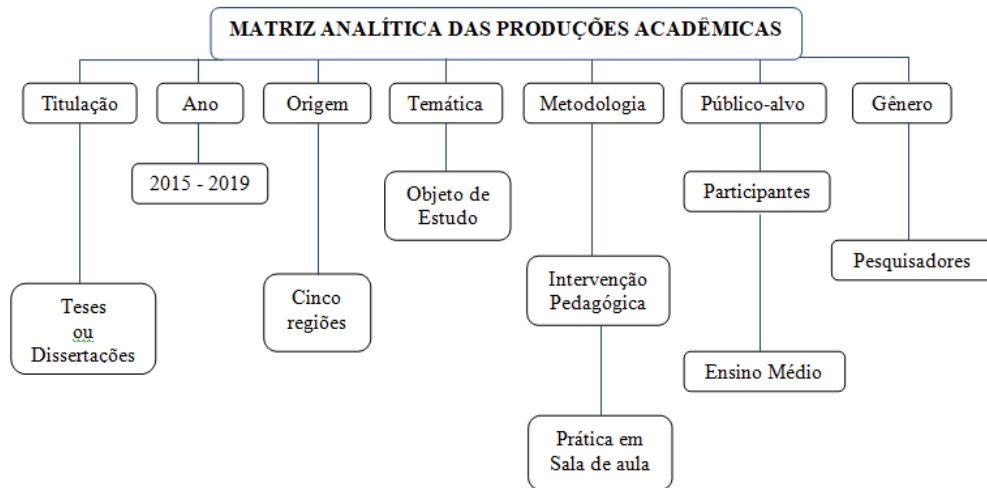 MATRIZ ANALÍTICA DAS PRODUÇÕES ACADÊMICAS
Titulação
Ano
Origem
Temática
Metodologia
Público-alvo
Gênero
2015 - 2019
Objeto de
Estudo
Participantes
Pesquisadores
Teses
ou
Dissertações
Cinco
regiões
Intervenção
Pedagógica
Ensino Médio
Prática em
Sala de aula